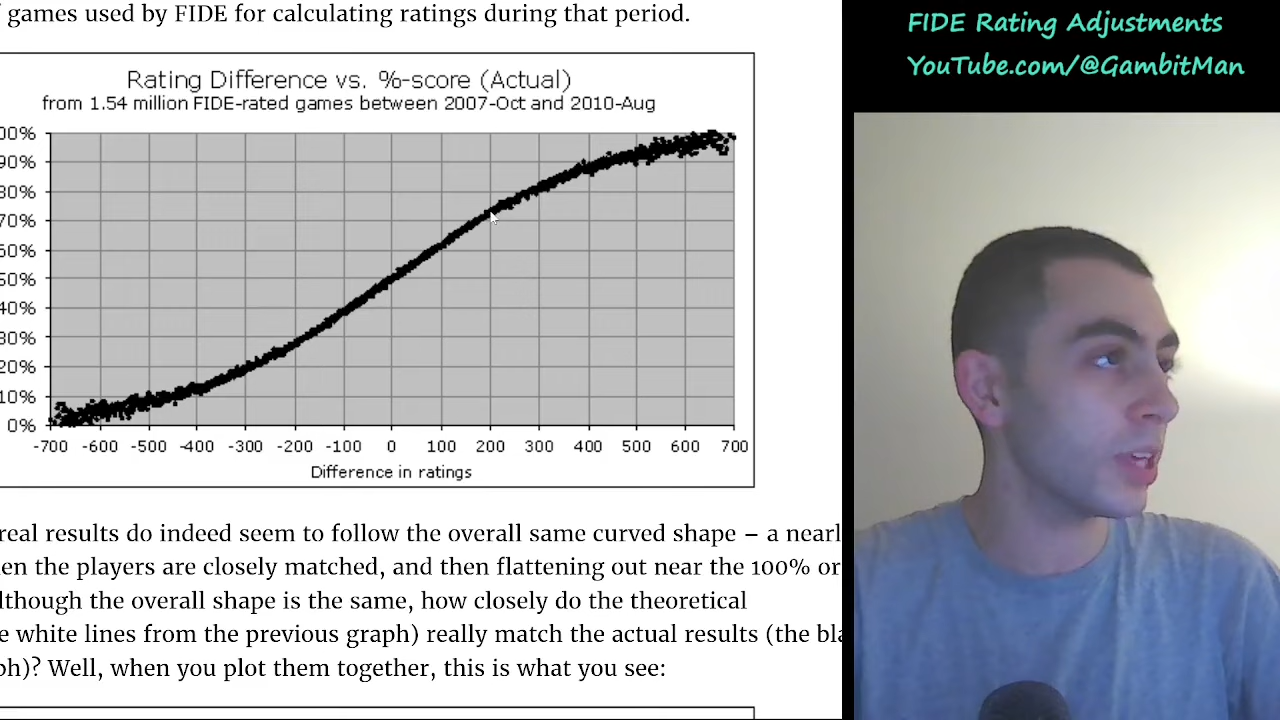 games used by FIDE for calculating ratings during that period.
FIDE Rating Adjustments
YouTube.com/@GambitMan
Rating Difference vs. %-score (Actual)
from 1.54 million FIDE-rated games between 2007-Oct and 2010-Aug
00%
90%
80%
70%
60%
50%
40%
30%
20%
10%
0%
-700 -600 -500 -400 -300 -200 -100 0 100 200 300 400 500 600 700
Difference in ratings
real results do indeed seem to follow the overall same curved shape – a nearl
en the players are closely matched, and then flattening out near the 100% or
lthough the overall shape is the same, how closely do the theoretical
e white lines from the previous graph) really match the actual results (the bla
ph)? Well, when you plot them together, this is what you see: